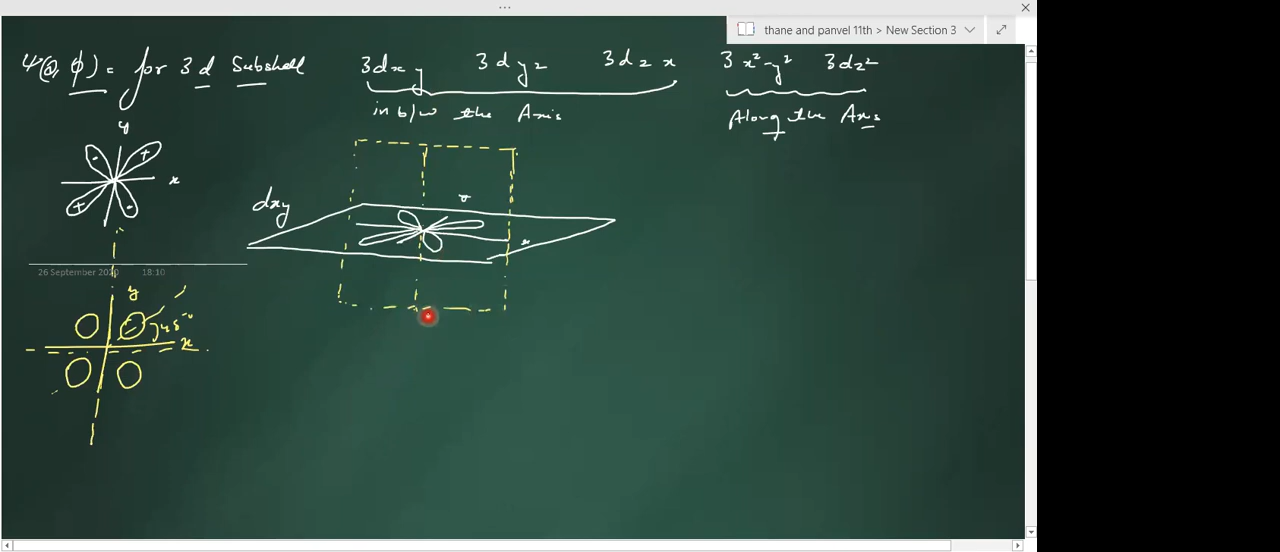 thane and panvel 11th > New Section 3
Ψ(θ, ϕ) = for 3d Subshell
3dxy 3dyz 3dzx
in b/w the Axis
3x²-y² 3dz²
Along the Axis
y
- +
x
+ -
dxy
x
26 September 2020 18:10
y
45°
x